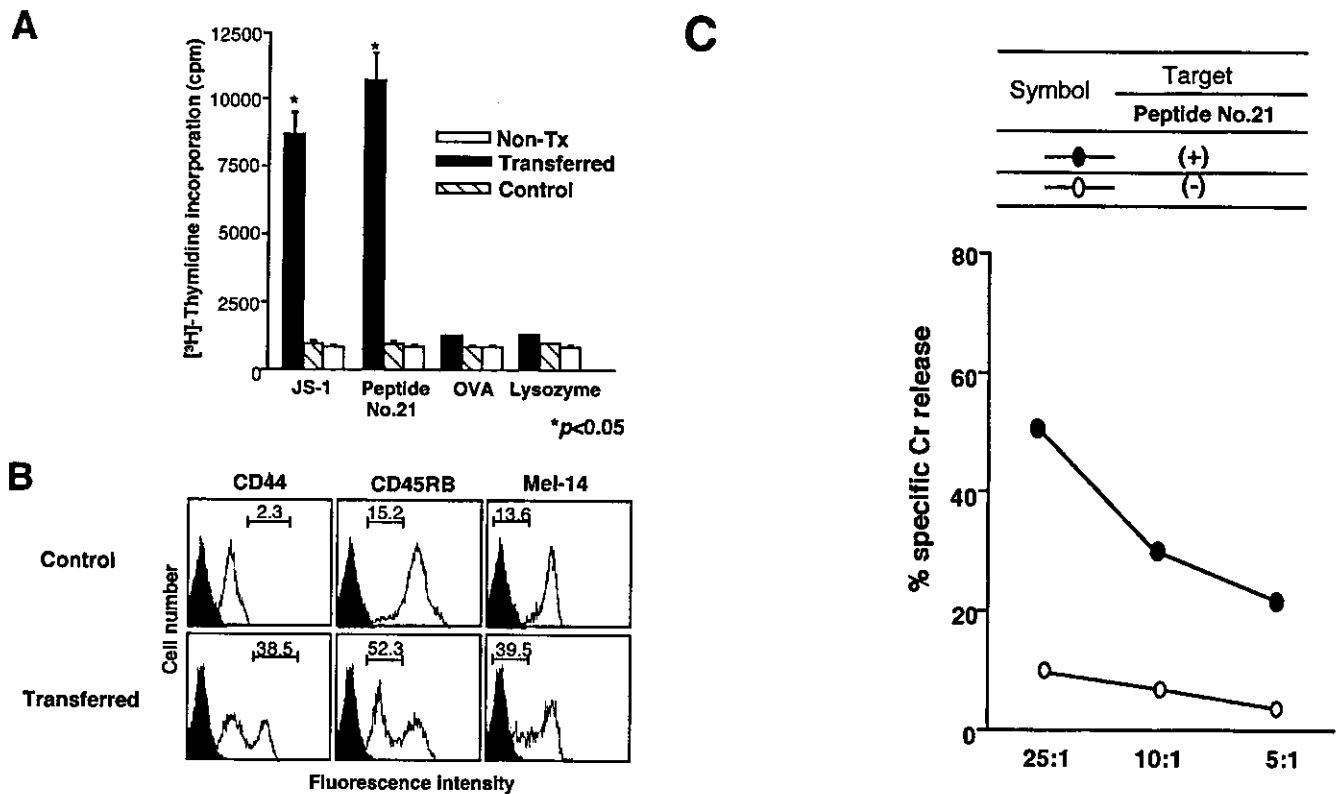 A
[³H]-Thymidine incorporation (cpm)
12500
10000
7500
5000
2500
0
*
*
Non-Tx
Transferred
Control
JS-1
Peptide No.21
OVA
Lysozyme
*p<0.05
B
CD44
CD45RB
Mel-14
Control
2.3
15.2
13.6
Cell number
Transferred
38.5
52.3
39.5
Fluorescence intensity
C
Symbol
Target
Peptide No.21
(+)
(-)
% specific Cr release
80
60
40
20
0
25:1
10:1
5:1